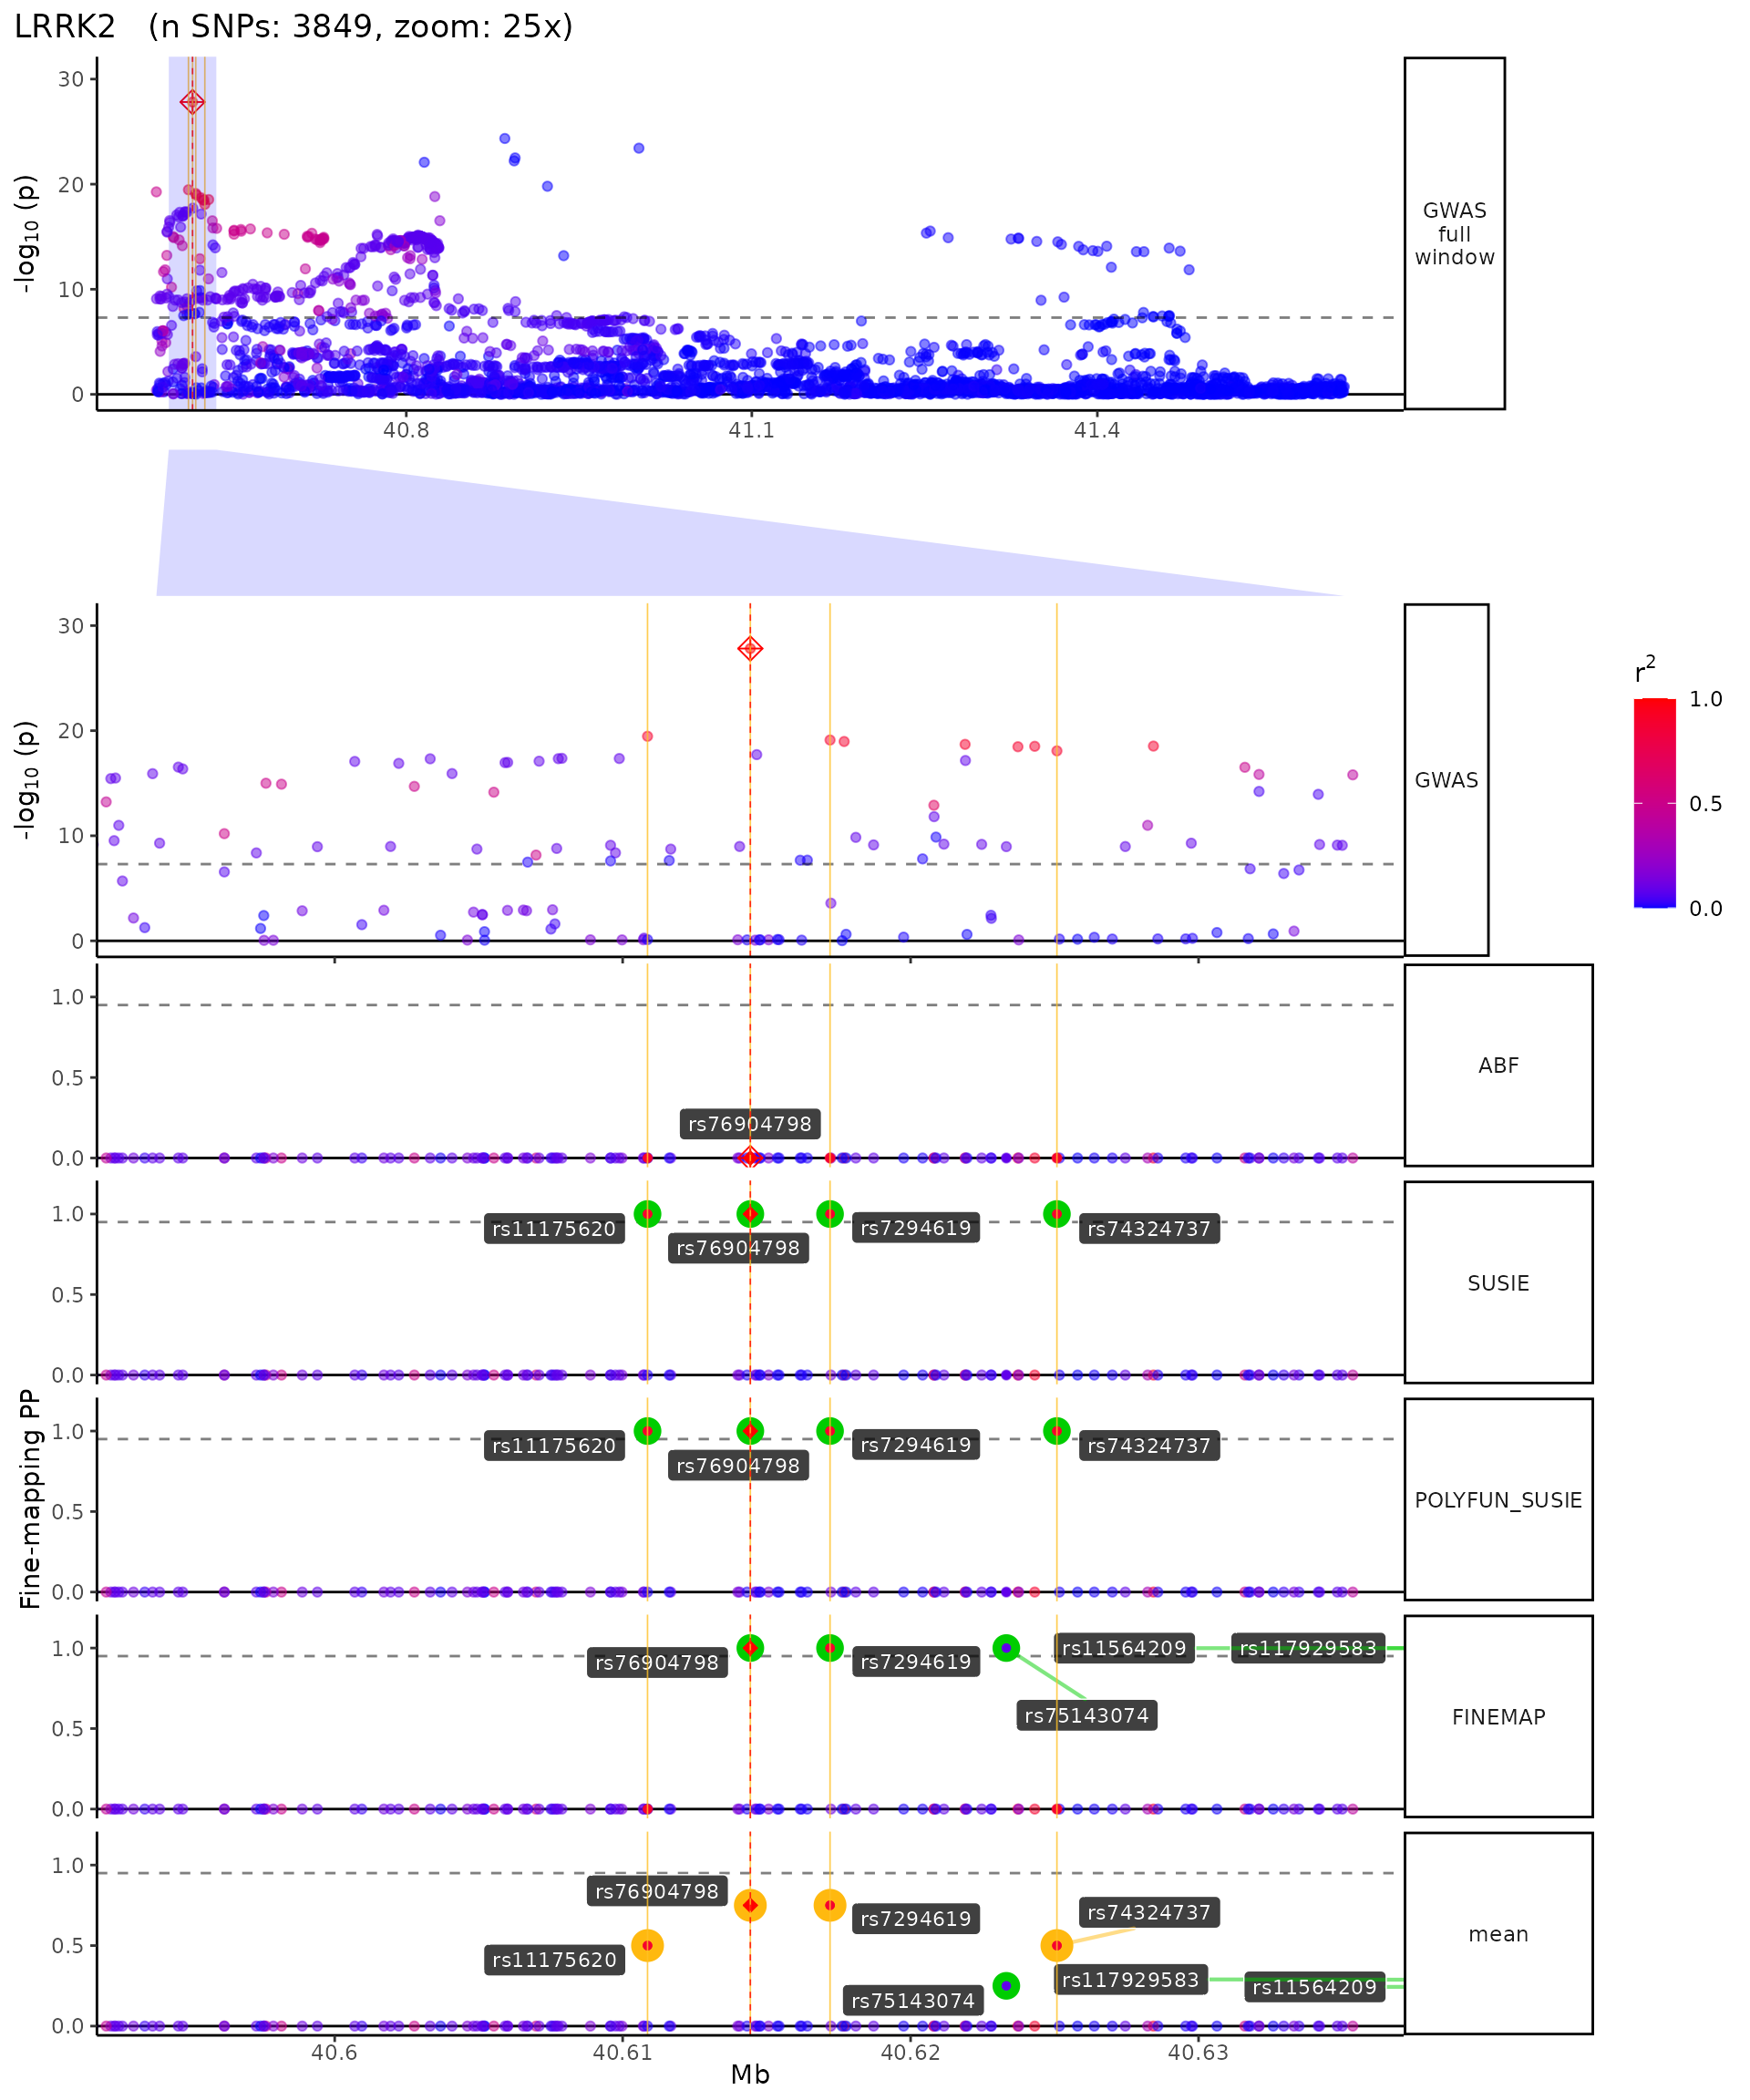 LRRK2 (n SNPs: 3849, zoom: 25x)
30
20
10
0
-log10 (p)
GWAS
full
window
40.8 41.1 41.4
30
20
10
0
-log10 (p)
GWAS
r2
1.0
0.5
0.0
1.0
0.5
0.0
rs76904798
ABF
1.0
0.5
0.0
rs11175620
rs76904798
rs7294619
rs74324737
SUSIE
Fine-mapping PP
1.0
0.5
0.0
rs11175620
rs76904798
rs7294619
rs74324737
POLYFUN_SUSIE
1.0
0.5
0.0
rs76904798
rs7294619
rs11564209
rs117929583
rs75143074
FINEMAP
1.0
0.5
0.0
rs76904798
rs7294619
rs74324737
rs11175620
rs117929583
rs11564209
rs75143074
mean
40.6 40.61 40.62 40.63
Mb